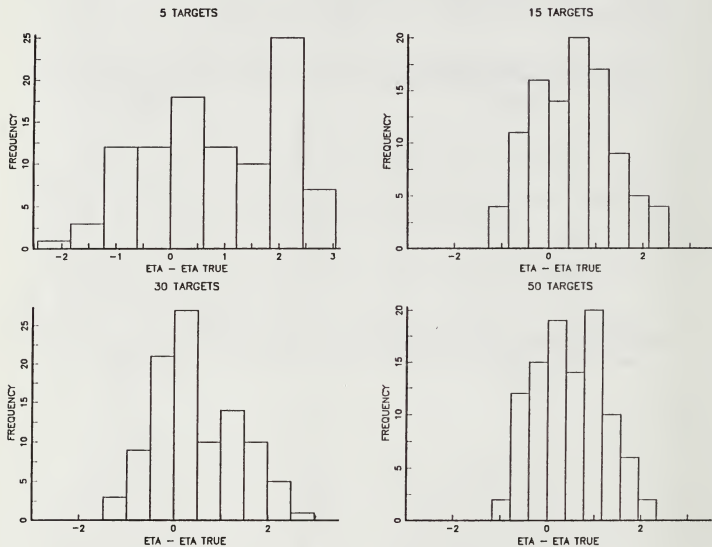 5 TARGETS
FREQUENCY
0 5 10 15 20 25
-2 -1 0 1 2 3
ETA - ETA TRUE
15 TARGETS
FREQUENCY
0 5 10 15 20
-2 0 2
ETA - ETA TRUE
30 TARGETS
FREQUENCY
0 5 10 15 20 25
-2 0 2
ETA - ETA TRUE
50 TARGETS
FREQUENCY
0 5 10 15 20
-2 0 2
ETA - ETA TRUE